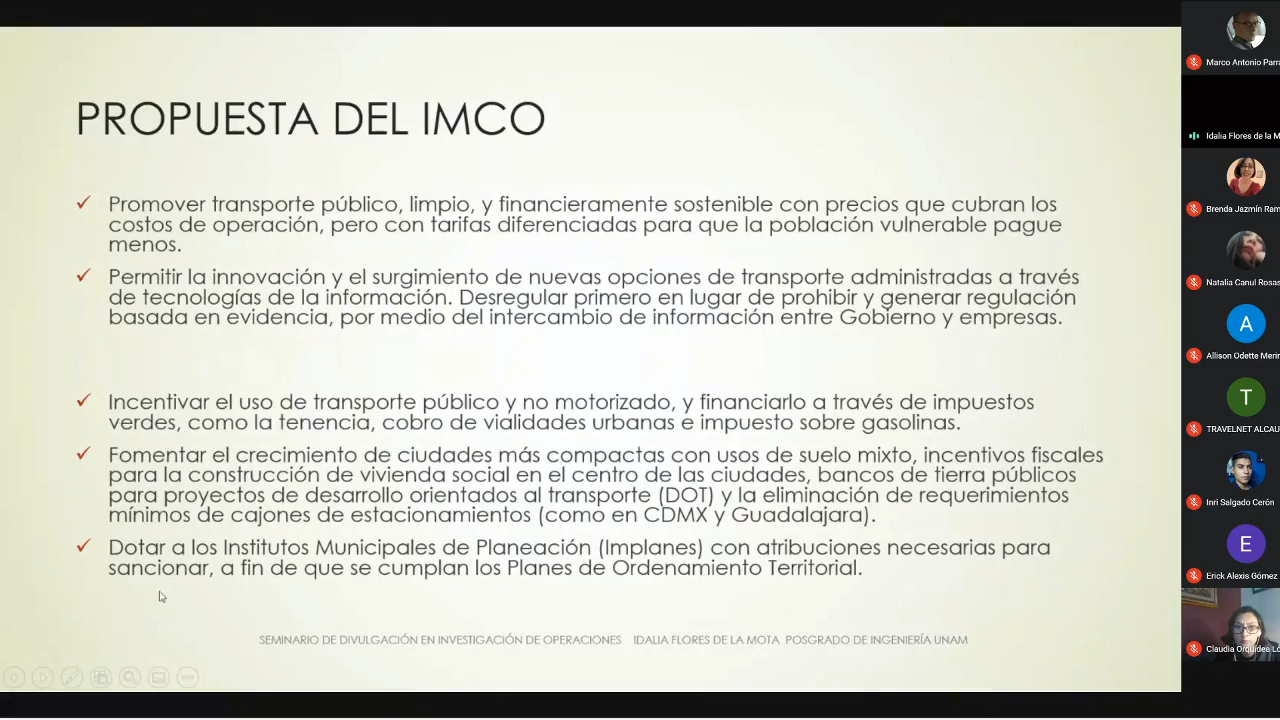 PROPUESTA DEL IMCO
Promover transporte público, limpio, y financieramente sostenible con precios que cubran los
costos de operación, pero con tarifas diferenciadas para que la población vulnerable pague
menos.
Permitir la innovación y el surgimiento de nuevas opciones de transporte administradas a través
de tecnologías de la información. Desregular primero en lugar de prohibir y generar regulación
basada en evidencia, por medio del intercambio de información entre Gobierno y empresas.
Incentivar el uso de transporte público y no motorizado, y financiarlo a través de impuestos
verdes, como la tenencia, cobro de vialidades urbanas e impuesto sobre gasolinas.
Fomentar el crecimiento de ciudades más compactas con usos de suelo mixto, incentivos fiscales
para la construcción de vivienda social en el centro de las ciudades, bancos de tierra públicos
para proyectos de desarrollo orientados al transporte (DOT) y la eliminación de requerimientos
mínimos de cajones de estacionamientos (como en CDMX y Guadalajara).
Dotar a los Institutos Municipales de Planeación (Implanes) con atribuciones necesarias para
sancionar, a fin de que se cumplan los Planes de Ordenamiento Territorial.
SEMINARIO DE DIVULGACIÓN EN INVESTIGACIÓN DE OPERACIONES IDALIA FLORES DE LA MOTA POSGRADO DE INGENIERÍA UNAM
Marco Antonio Parra
Idalia Flores de la M
Brenda Jazmín Ram
Natalia Canul Rosas
A
Allison Odette Merin
T
TRAVELNET ALCAU
Inri Salgado Cerón
E
Erick Alexis Gómez
Claudia Orquídea Ló